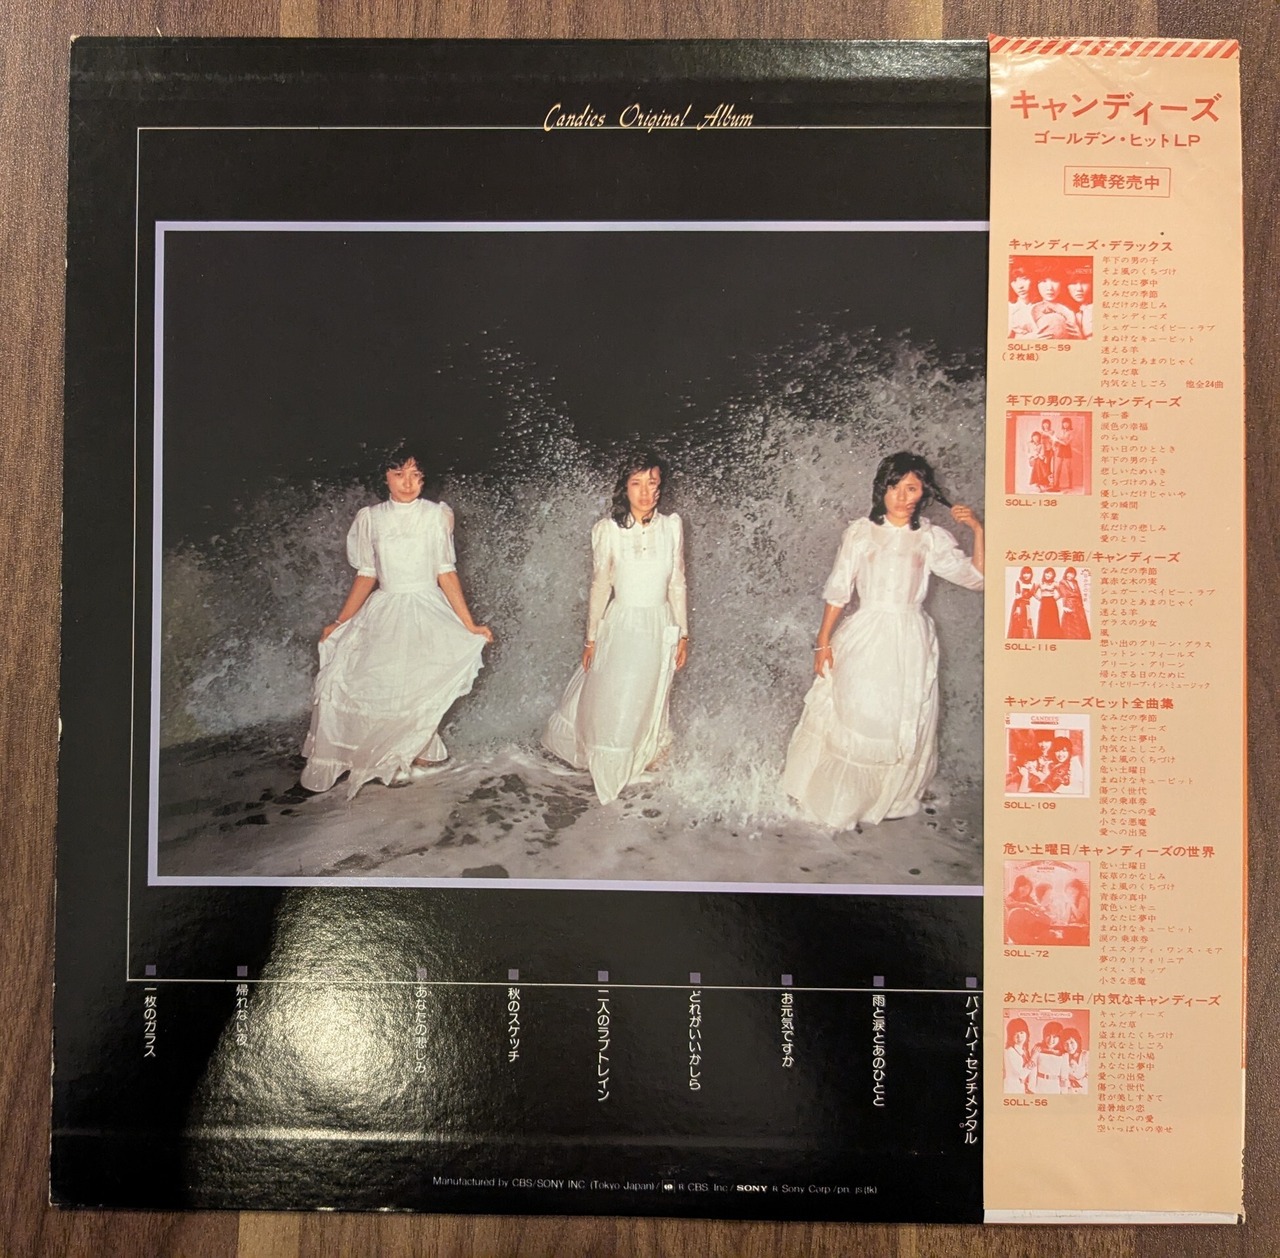 Candies Original Album
キャンディーズ
ゴールデン・ヒットLP
絶賛発売中
キャンディーズ・デラックス
年下の男の子
そよ風のくちづけ
あなたに夢中
なみだの季節
私だけの悲しみ
キャンディーズ
シュガー・ベイビー・ラブ
まぬけなキューピット
迷える羊
あのひとあまのじゃく
なみだ草
内気なとしごろ 他全24曲
SOLI-58~59
(2枚組)
年下の男の子/キャンディーズ
春一番
涙色の幸福
のらいぬ
若い日のひととき
年下の男の子
悲しいためいき
くちづけのあと
優しいだけじゃいや
愛の瞬間
卒業
私だけの悲しみ
愛のとりこ
SOLL-138
なみだの季節/キャンディーズ
なみだの季節
真赤な木の実
シュガー・ベイビー・ラブ
あのひとあまのじゃく
迷える羊
ガラスの少女
風
想い出のグリーン・グラス
コットン・フィールズ
グリーン・グリーン
帰らざる日のために
アイ・ビリーブ・イン・ミュージック
SOLL-116
キャンディーズヒット全曲集
なみだの季節
キャンディーズ
あなたに夢中
内気なとしごろ
そよ風のくちづけ
危い土曜日
まぬけなキューピット
傷つく世代
涙の乗車券
あなたへの愛
小さな悪魔
愛への出発
SOLL-109
危い土曜日/キャンディーズの世界
危い土曜日
桜草のかなしみ
そよ風のくちづけ
青春の真中
黄色いビキニ
あなたに夢中
まぬけなキューピット
涙の乗車券
イエスタデイ・ワンス・モア
夢のカリフォリニア
バス・ストップ
小さな悪魔
SOLL-72
あなたに夢中/内気なキャンディーズ
キャンディーズ
なみだ草
盗まれたくちづけ
内気なとしごろ
はぐれた小鳩
あなたに夢中
愛への出発
傷つく世代
君が美しすぎて
避暑地の恋
あなたへの愛
空いっぱいの幸せ
SOLL-56
バイ・バイ・センチメンタル
雨と涙とあのひとと
お元気ですか
どれがいいかしら
二人のラブトレイン
秋のスケッチ
あなたの悲しみ
帰れない夜
一枚のガラス
Manufactured by CBS/SONY INC (Tokyo Japan)/ R CBS Inc/SONY R Sony Corp/pn. js(tk)